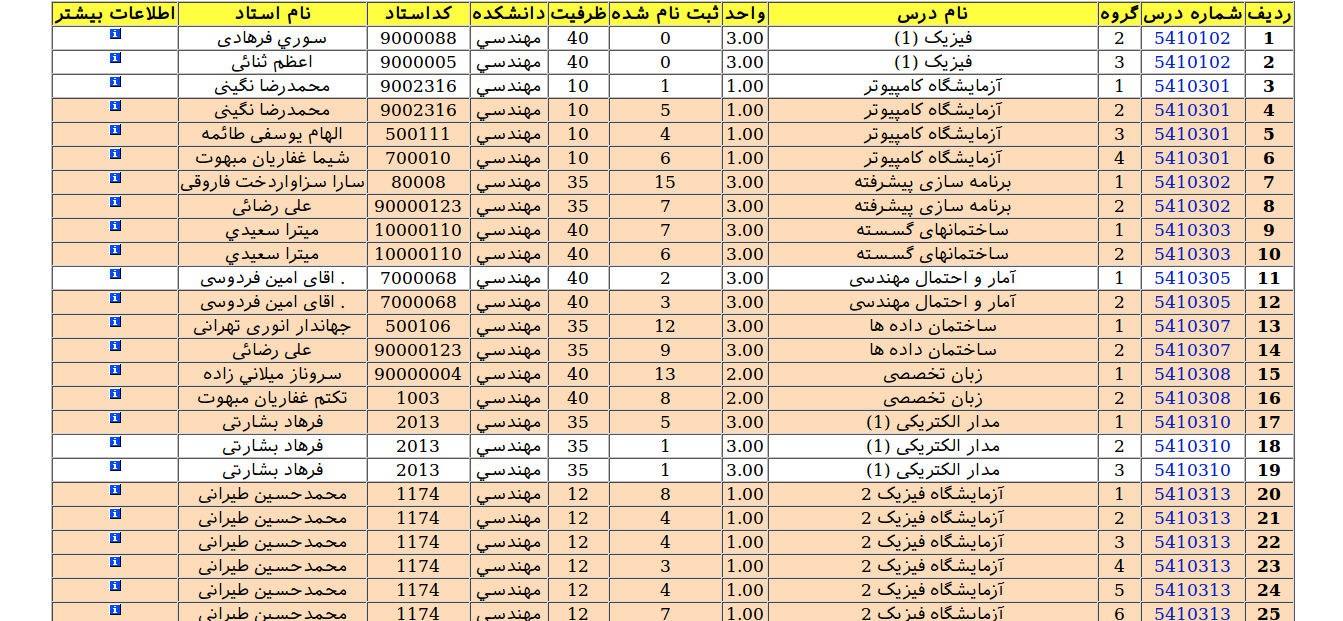 ردیف شماره درس گروه نام درس واحد ثبت نام شده ظرفیت دانشکده کداستاد نام استاد اطلاعات بیشتر
1 5410102 2 فیزیک (1) 3.00 0 40 مهندسي 9000088 سوري فرهادی
2 5410102 3 فیزیک (1) 3.00 0 40 مهندسي 9000005 اعظم ثنائی
3 5410301 1 آزمایشگاه کامپیوتر 1.00 1 10 مهندسي 9002316 محمدرضا نگینی
4 5410301 2 آزمایشگاه کامپیوتر 1.00 5 10 مهندسي 9002316 محمدرضا نگینی
5 5410301 3 آزمایشگاه کامپیوتر 1.00 4 10 مهندسي 500111 الهام یوسفی طائمه
6 5410301 4 آزمایشگاه کامپیوتر 1.00 6 10 مهندسي 700010 شیما غفاریان مبهوت
7 5410302 1 برنامه سازی پیشرفته 3.00 15 35 مهندسي 80008 سارا سزاواردخت فاروقی
8 5410302 2 برنامه سازی پیشرفته 3.00 7 35 مهندسي 90000123 علی رضائی
9 5410303 1 ساختمانهای گسسته 3.00 7 40 مهندسي 10000110 میترا سعیدي
10 5410303 2 ساختمانهای گسسته 3.00 6 40 مهندسي 10000110 میترا سعیدي
11 5410305 1 آمار و احتمال مهندسی 3.00 2 40 مهندسي 7000068 . اقای امین فردوسی
12 5410305 2 آمار و احتمال مهندسی 3.00 3 40 مهندسي 7000068 . اقای امین فردوسی
13 5410307 1 ساختمان داده ها 3.00 12 35 مهندسي 500106 جهاندار انوری تهرانی
14 5410307 2 ساختمان داده ها 3.00 9 35 مهندسي 90000123 علی رضائی
15 5410308 1 زبان تخصصی 2.00 13 40 مهندسي 90000004 سروناز میلاني زاده
16 5410308 2 زبان تخصصی 2.00 8 40 مهندسي 1003 تکتم غفاریان مبهوت
17 5410310 1 مدار الکتریکی (1) 3.00 5 35 مهندسي 2013 فرهاد بشارتی
18 5410310 2 مدار الکتریکی (1) 3.00 1 35 مهندسي 2013 فرهاد بشارتی
19 5410310 3 مدار الکتریکی (1) 3.00 1 35 مهندسي 2013 فرهاد بشارتی
20 5410313 1 آزمایشگاه فیزیک 2 1.00 8 12 مهندسي 1174 محمدحسین طیرانی
21 5410313 2 آزمایشگاه فیزیک 2 1.00 4 12 مهندسي 1174 محمدحسین طیرانی
22 5410313 3 آزمایشگاه فیزیک 2 1.00 4 12 مهندسي 1174 محمدحسین طیرانی
23 5410313 4 آزمایشگاه فیزیک 2 1.00 3 12 مهندسي 1174 محمدحسین طیرانی
24 5410313 5 آزمایشگاه فیزیک 2 1.00 4 12 مهندسي 1174 محمدحسین طیرانی
25 5410313 6 آزمایشگاه فیزیک 2 1.00 7 12 مهندسي 1174 محمدحسین طیرانی